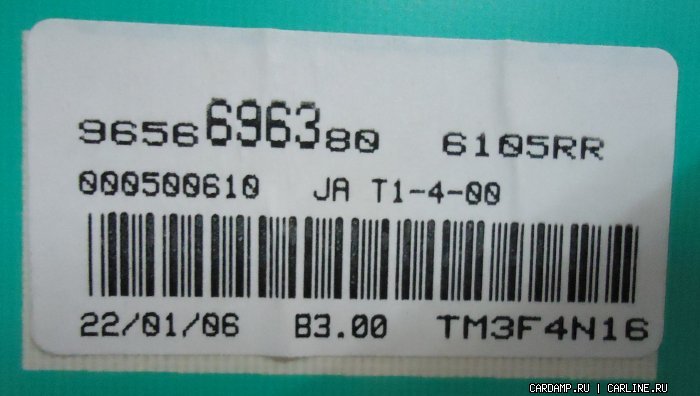 9656696380 6105RR
000500610 JA T1-4-00
22/01/06 B3.00 TM3F4N16
CARDAMP.RU | CARLINE.RU